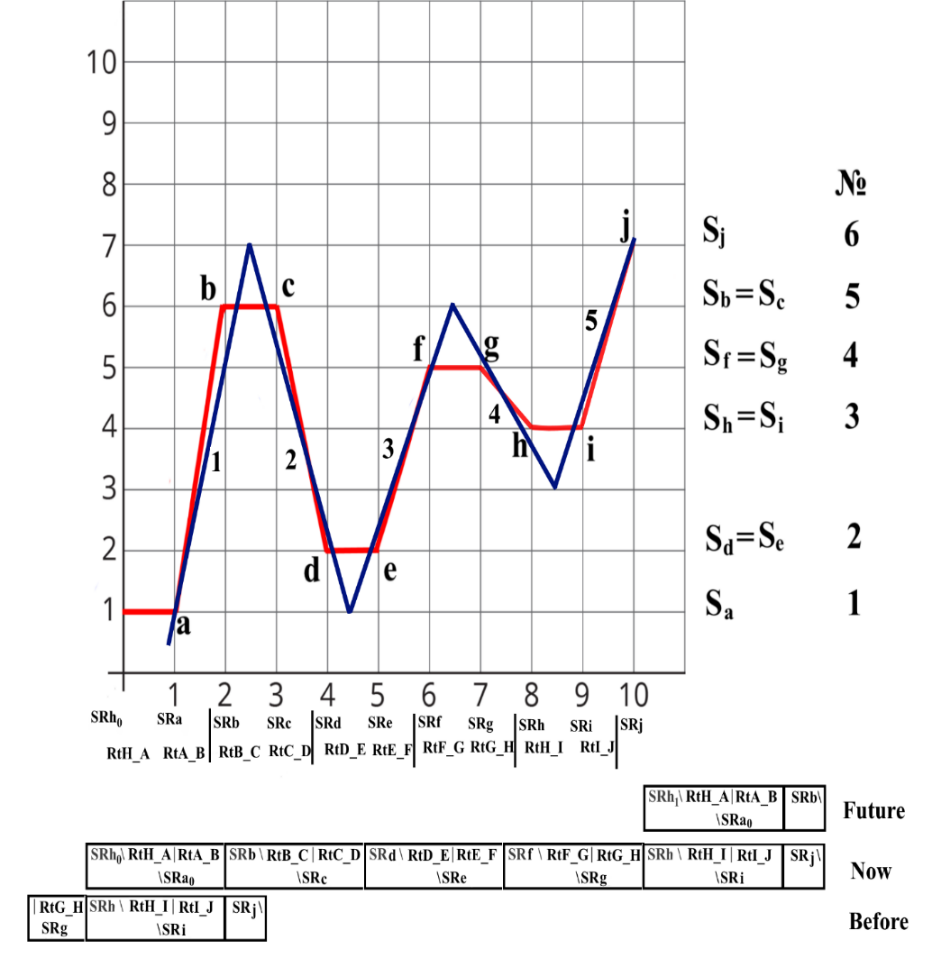 10
9
8
№
7
j
Sj
6
b
c
6
Sb=Sc
5
5
f
g
5
Sf=Sg
4
4
4
h
i
Sh=Si
3
1
2
3
3
2
d
e
Sd=Se
2
1
a
Sa
1
1 2 3 4 5 6 7 8 9 10
SRh0 SRa SRb SRc SRd SRe SRf SRg SRh SRi SRj
RtH_A RtA_B RtB_C RtC_D RtD_E RtE_F RtF_G RtG_H RtH_I RtI_J
SRh1\ RtH_A|RtA_B SRb\
\SRa0
Future
SRh0\ RtH_A|RtA_B SRb\ RtB_C|RtC_D SRd\ RtD_E|RtE_F SRf\ RtF_G|RtG_H SRh\ RtH_I|RtI_J SRj\
\SRa0 \SRc \SRe \SRg \SRi
Now
|RtG_H SRh\ RtH_I|RtI_J SRj\
SRg \SRi
Before